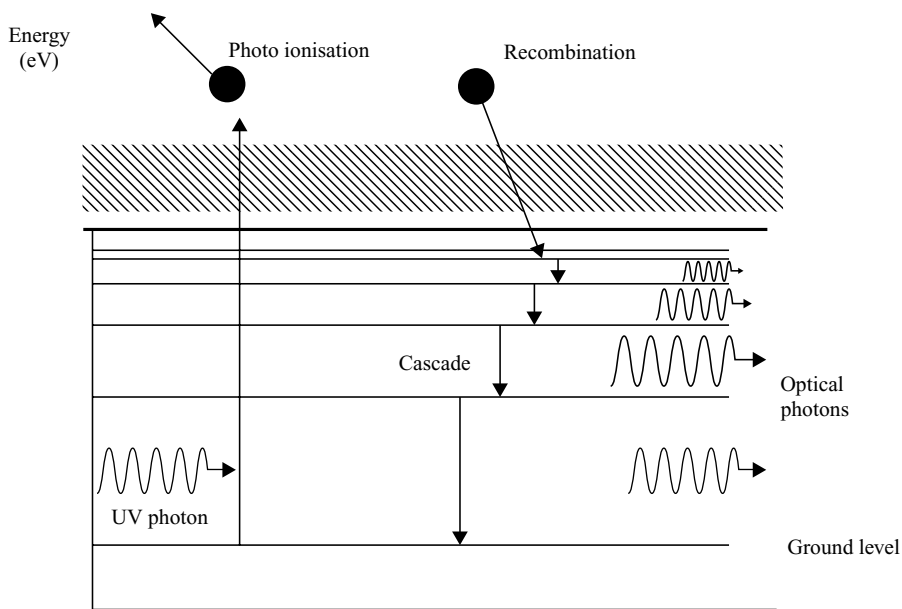 Energy
(eV)
Photo ionisation
Recombination
Cascade
Optical
photons
UV photon
Ground level